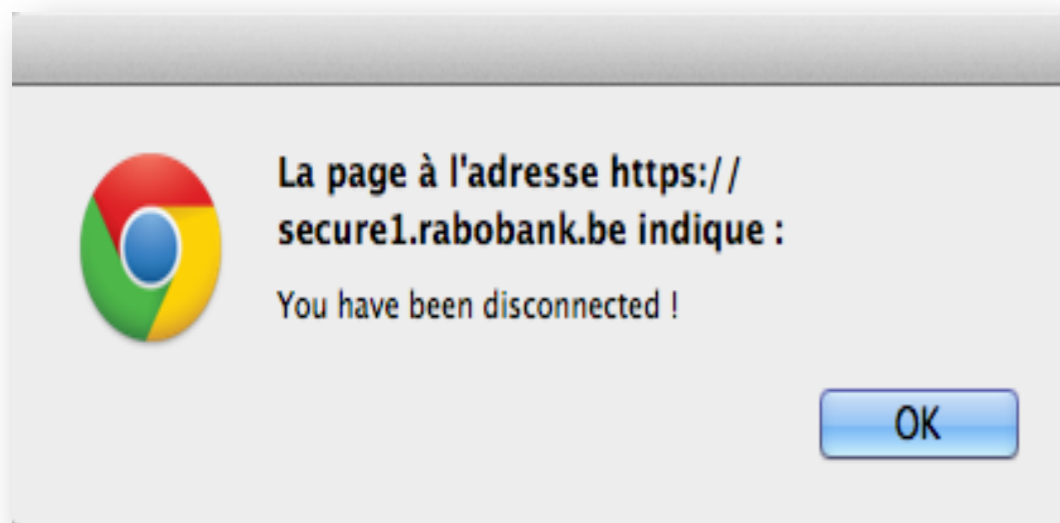 La page à l'adresse https://
secure1.rabobank.be indique :
You have been disconnected !
OK